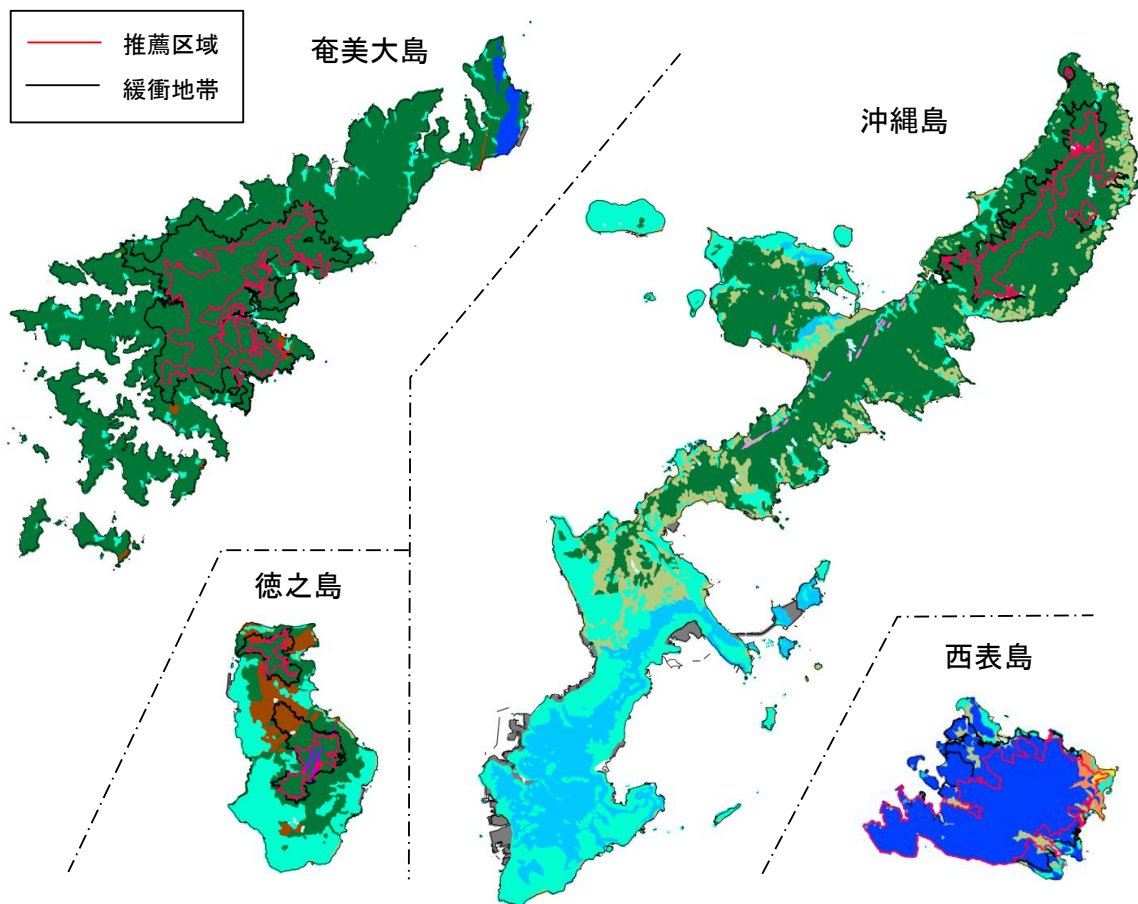 推薦区域
緩衝地帯
奄美大島
沖縄島
徳之島
西表島